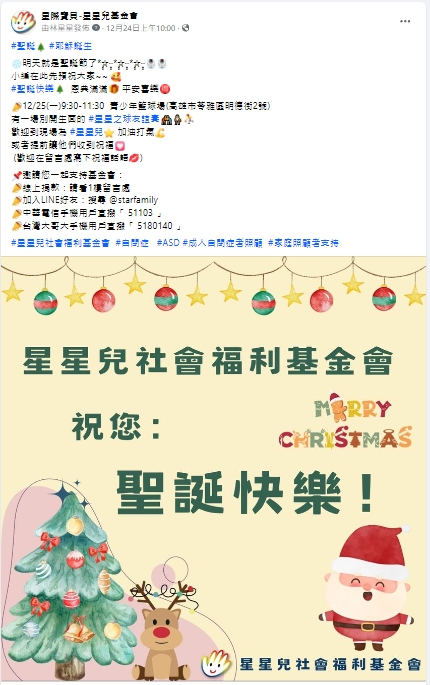 星際寶貝-星星兒基金會
由林星星發佈 · 12月24日上午10:00 ·
#聖誕🎄 #耶穌誕生
❄️明天就是聖誕節了*☆╮*☆╮*☆╮☃️☃️
小編在此先預祝大家~~🥰
#聖誕快樂🎄 恩典滿滿🎁平安喜樂🉐
🎉12/25(一)9:30-11:30 青少年籃球場(高雄市苓雅區明德街2號)
有一場別開生面的 #星星之球友誼賽
歡迎到現場為 #星星兒⭐ 加油打氣💪
或者提前讓他們收到祝福💟
(歡迎在留言處寫下祝福話語💋)
📌邀請您一起支持基金會：
🎉線上捐款：請看1樓留言處
🎉加入LINE好友：搜尋 @starfamily
🎉中華電信手機用戶直撥「 51103 」
🎉台灣大哥大手機用戶直撥「 5180140 」
#星星兒社會福利基金會 #自閉症 #ASD #成人自閉症者照顧 #家庭照顧者支持
星星兒社會福利基金會
祝您：
MERRY
CHRISTMAS
聖誕快樂！
星星兒社會福利基金會